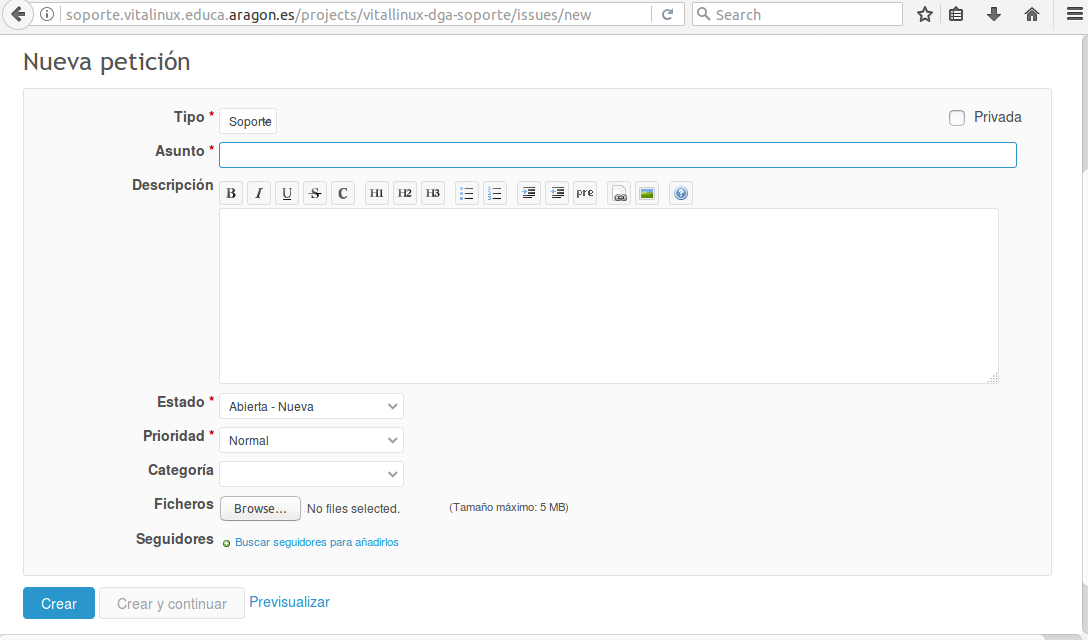 soporte.vitalinux.educa.aragon.es/projects/vitallinux-dga-soporte/issues/new Search
Nueva petición
Tipo * Soporte Privada
Asunto *
Descripción B I U S C H1 H2 H3 pre
Estado * Abierta - Nueva
Prioridad * Normal
Categoría
Ficheros Browse... No files selected. (Tamaño máximo: 5 MB)
Seguidores Buscar seguidores para añadirlos
Crear Crear y continuar Previsualizar